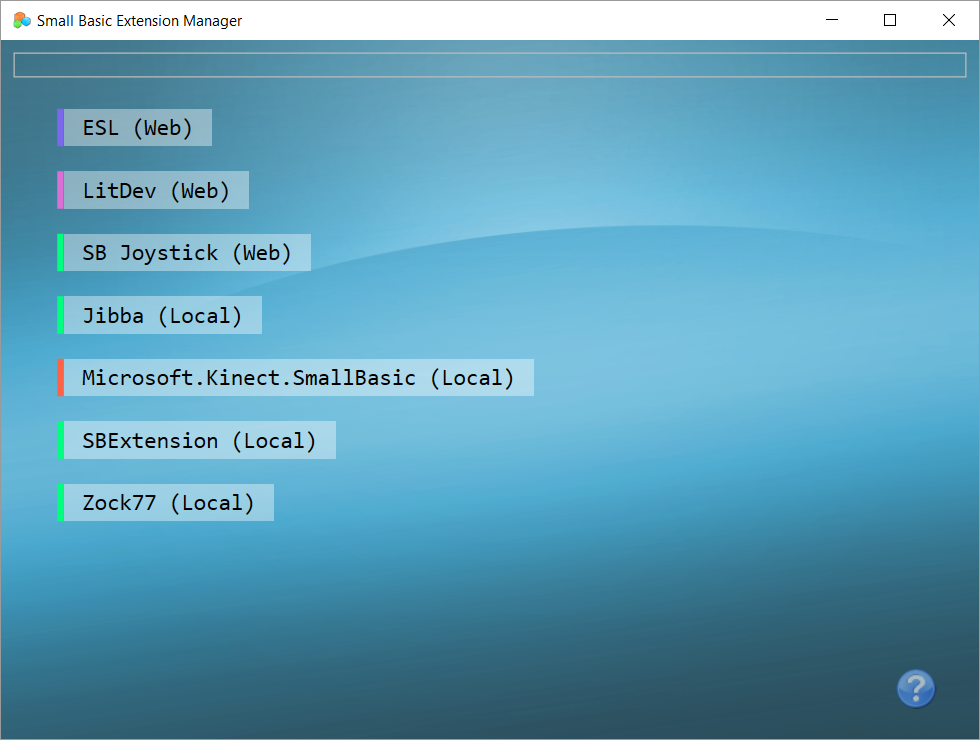 Small Basic Extension Manager
ESL (Web)
LitDev (Web)
SB Joystick (Web)
Jibba (Local)
Microsoft.Kinect.SmallBasic (Local)
SBExtension (Local)
Zock77 (Local)
?